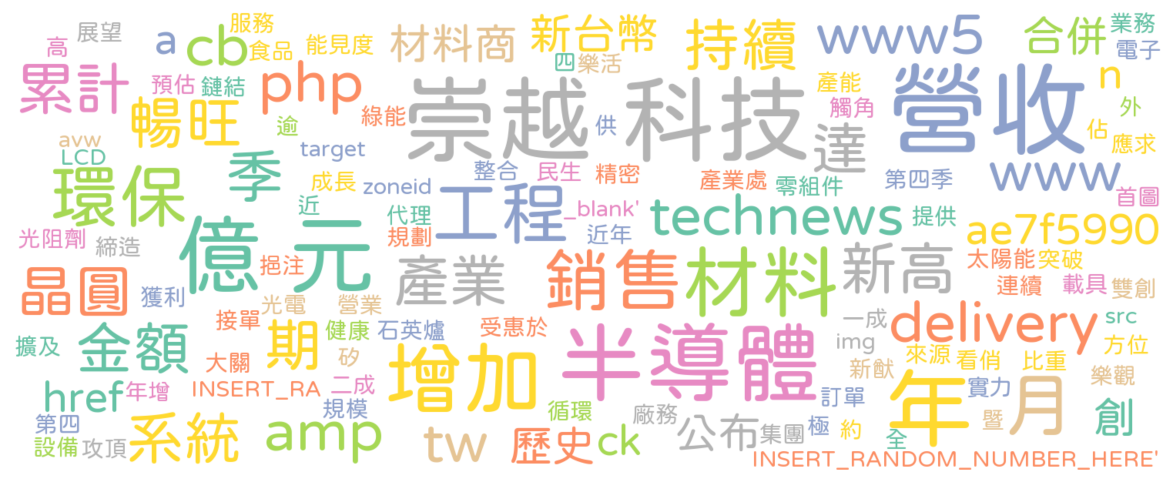 高 展望 a cb 服務 食品 能見度 材料商 新台幣 四 樂活 持續 www5 合併 業務 電子
累計 預估 鏈結 php 綠能 崇越 科技 產能 觸角 營收 n 外
暢旺 逾 供 達 佔 應求
avw LCD 季 target 整合 民生 精密 產業處 零組件 第四季 www 首圖
環保 成長 zoneid 工程 _blank' technews 提供 ae7f5990
光阻劑 締造 近 代理 規劃 近年
億 元 挹注 產業 銷售 材料 新高 太陽能 突破
晶圓 獲利 光電 營業 連續 載具 雙創
擴及 金額 接單 期 健康 石英爐 受惠於 半導體 一成 img delivery src
大關 矽 增加 新猷 來源 看俏 比重 方位
href 年增 INSERT_RA 二成 訂單 年 月 實力 樂觀
第四 規模 循環 廠務 極 約 暨 創
設備 攻頂 系統 amp tw 歷史 ck 公布 集團 全
INSERT_RANDOM_NUMBER_HERE'